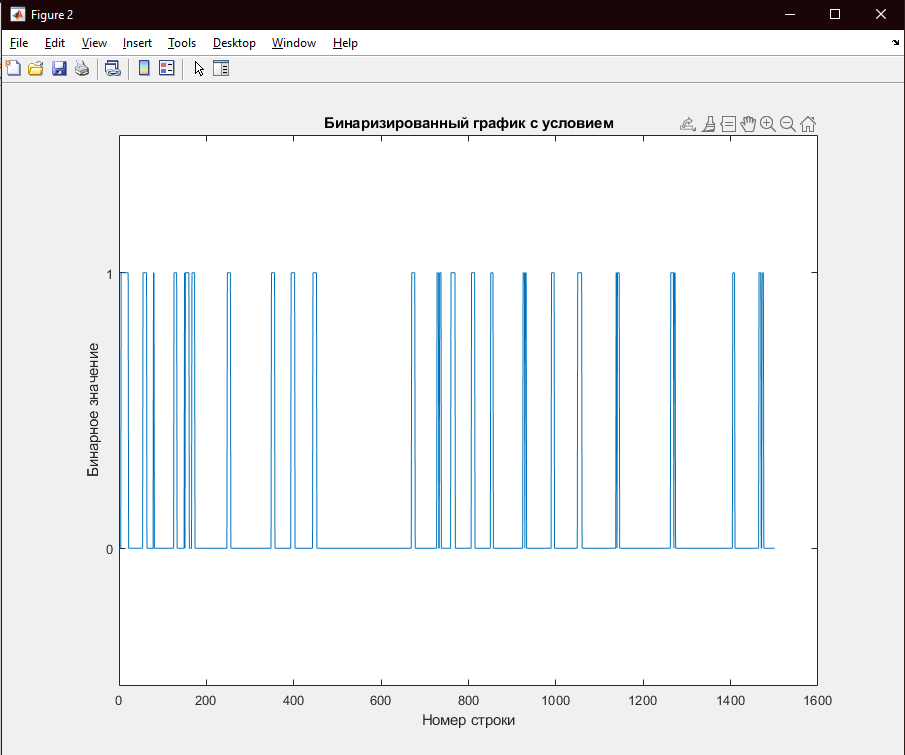 Figure 2
File Edit View Insert Tools Desktop Window Help
Бинаризированный график с условием
1
Бинарное значение
0
0 200 400 600 800 1000 1200 1400 1600
Номер строки